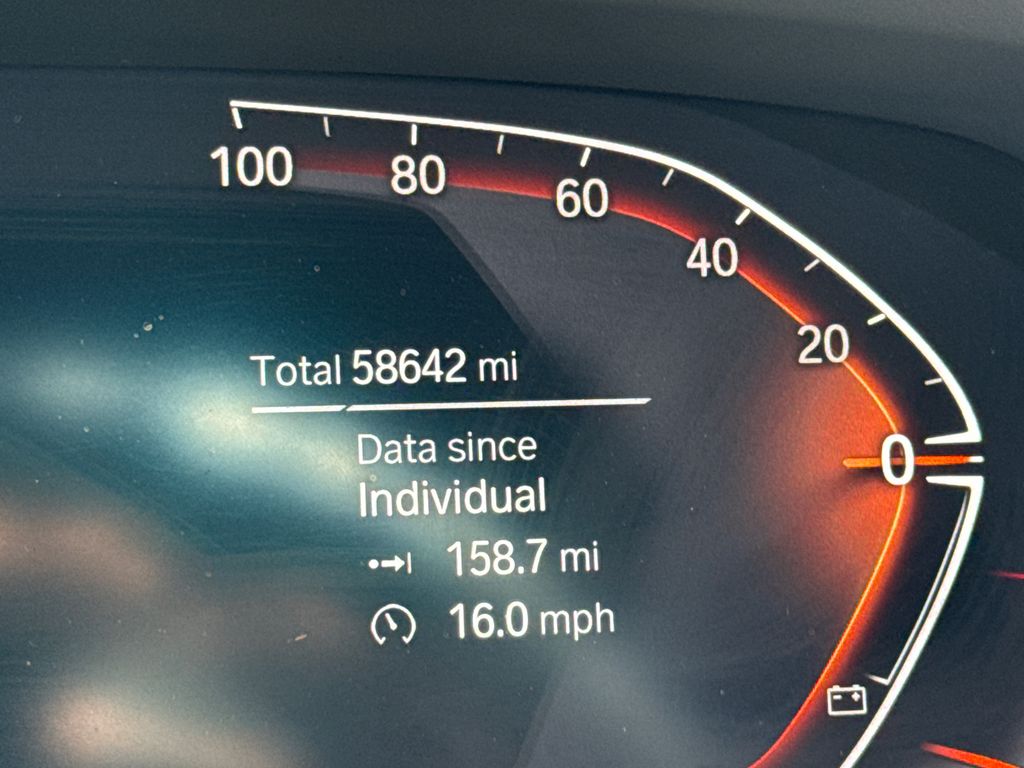 100
80
60
40
20
0
Total 58642 mi
Data since
Individual
158.7 mi
16.0 mph